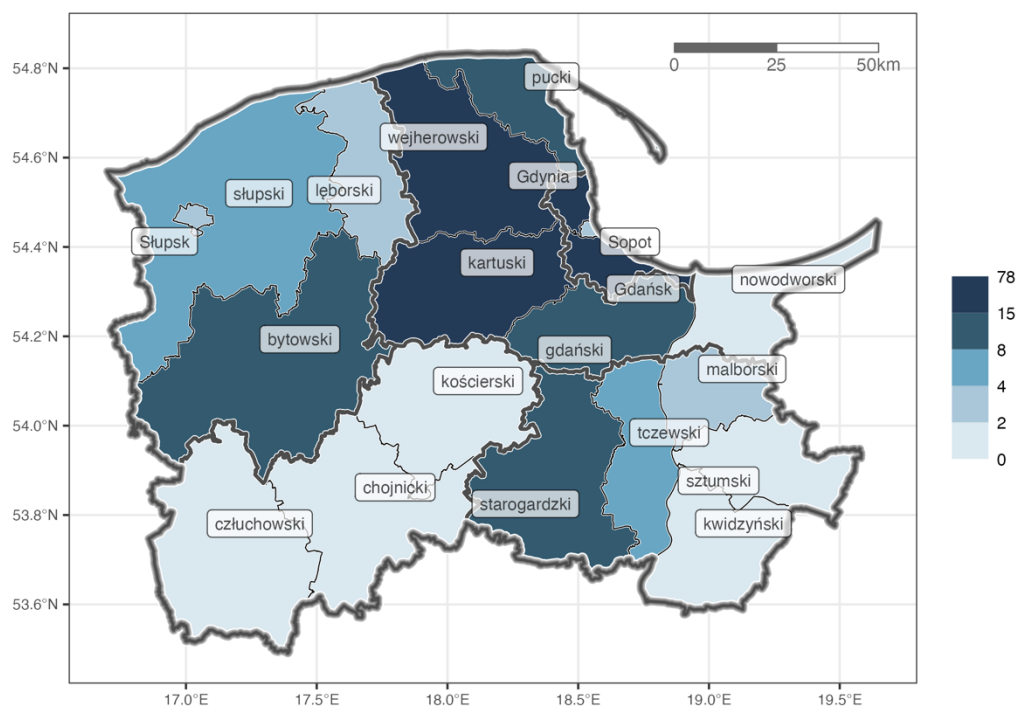 54.8°N
54.6°N
54.4°N
54.2°N
54.0°N
53.8°N
53.6°N
0
25
50km
pucki
wejherowski
Gdynia
słupski
lęborski
Słupsk
Sopot
kartuski
Gdańsk
nowodworski
bytowski
gdański
malborski
kościerski
tczewski
chojnicki
sztumski
starogardzki
człuchowski
kwidzyński
78
15
8
4
2
0
17.0°E
17.5°E
18.0°E
18.5°E
19.0°E
19.5°E